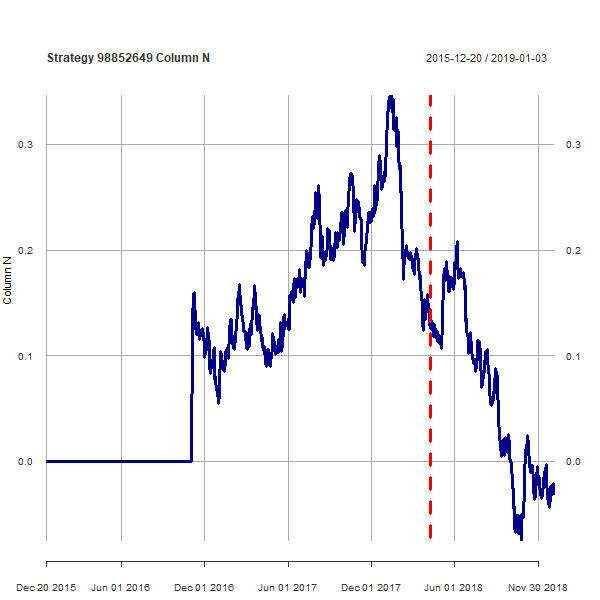 Strategy 98852649 Column N 2015-12-20 / 2019-01-03
0.3 0.3
0.2 0.2
Column N
0.1 0.1
0.0 0.0
Dec 20 2015 Jun 01 2016 Dec 01 2016 Jun 01 2017 Dec 01 2017 Jun 01 2018 Nov 30 2018